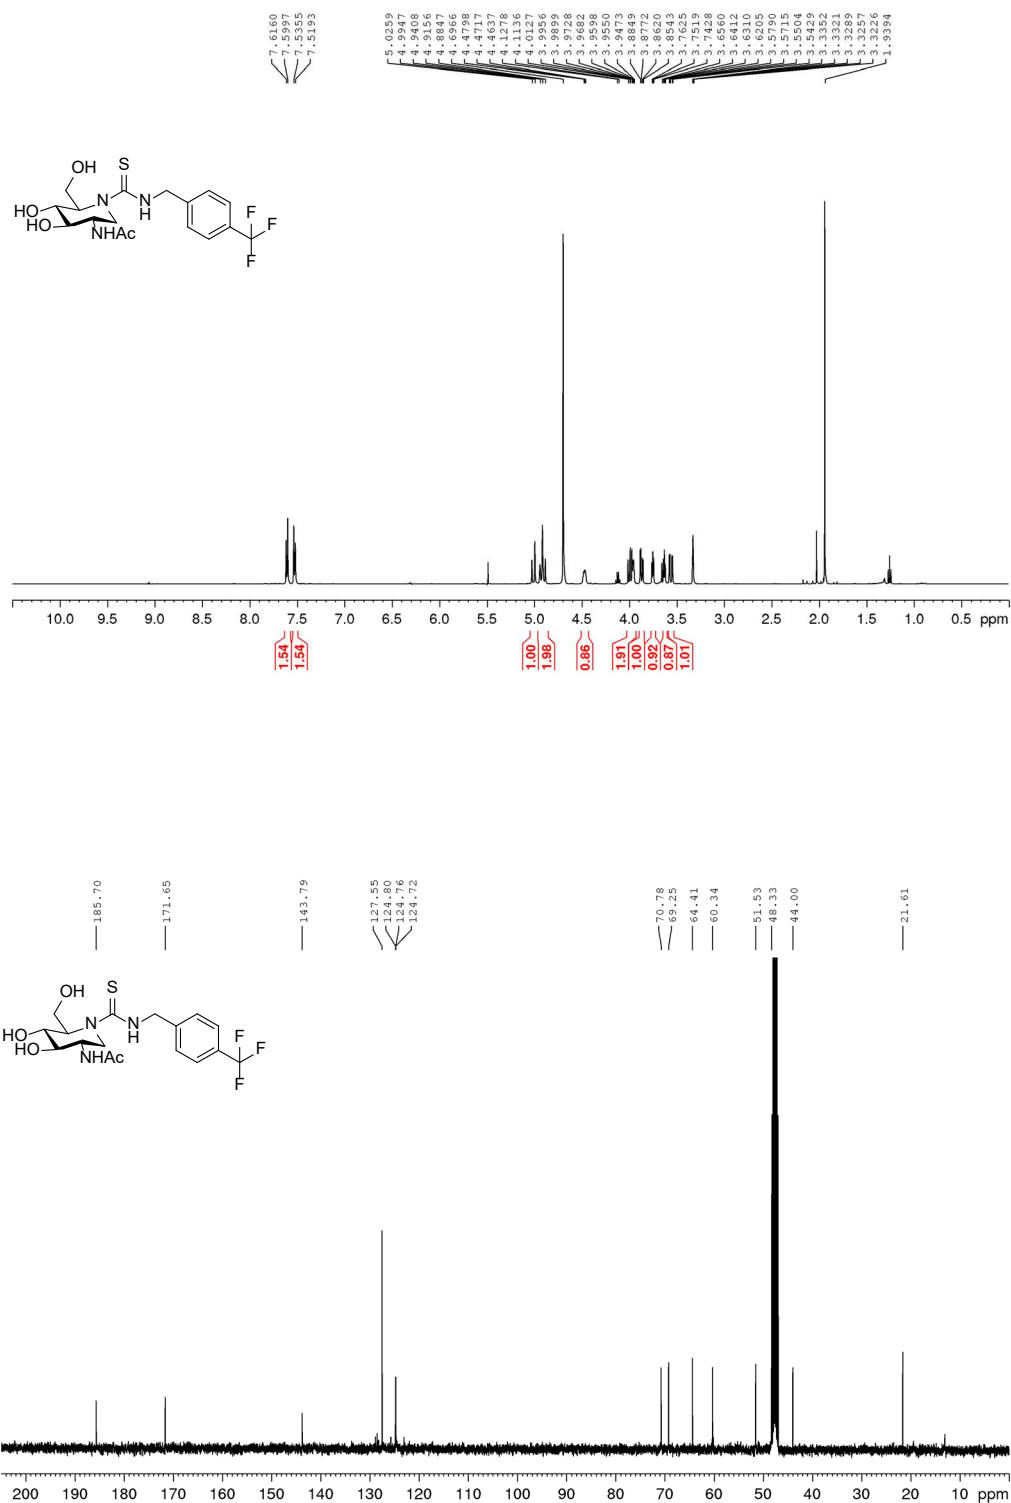 7.6160
7.5997
7.5355
7.5193
5.0259
4.9947
4.9408
4.9156
4.8847
4.6966
4.4798
4.4717
4.4637
4.1278
4.1136
4.0127
3.9956
3.9899
3.9728
3.9682
3.9598
3.9550
3.9473
3.8849
3.8772
3.8620
3.8543
3.7625
3.7519
3.7428
3.6560
3.6412
3.6310
3.6205
3.5790
3.5715
3.5504
3.5429
3.3352
3.3321
3.3289
3.3257
3.3226
1.9394
OH
S
N
N
H
HO
HO
NHAc
F
F
F
10.0 9.5 9.0 8.5 8.0 7.5 7.0 6.5 6.0 5.5 5.0 4.5 4.0 3.5 3.0 2.5 2.0 1.5 1.0 0.5 ppm
1.54
1.54
1.00
1.98
0.86
1.91
1.00
0.92
0.87
1.01
185.70
171.65
143.79
127.55
124.80
124.76
124.72
70.78
69.25
64.41
60.34
51.53
48.33
44.00
21.61
OH
S
N
N
H
HO
HO
NHAc
F
F
F
200 190 180 170 160 150 140 130 120 110 100 90 80 70 60 50 40 30 20 10 ppm